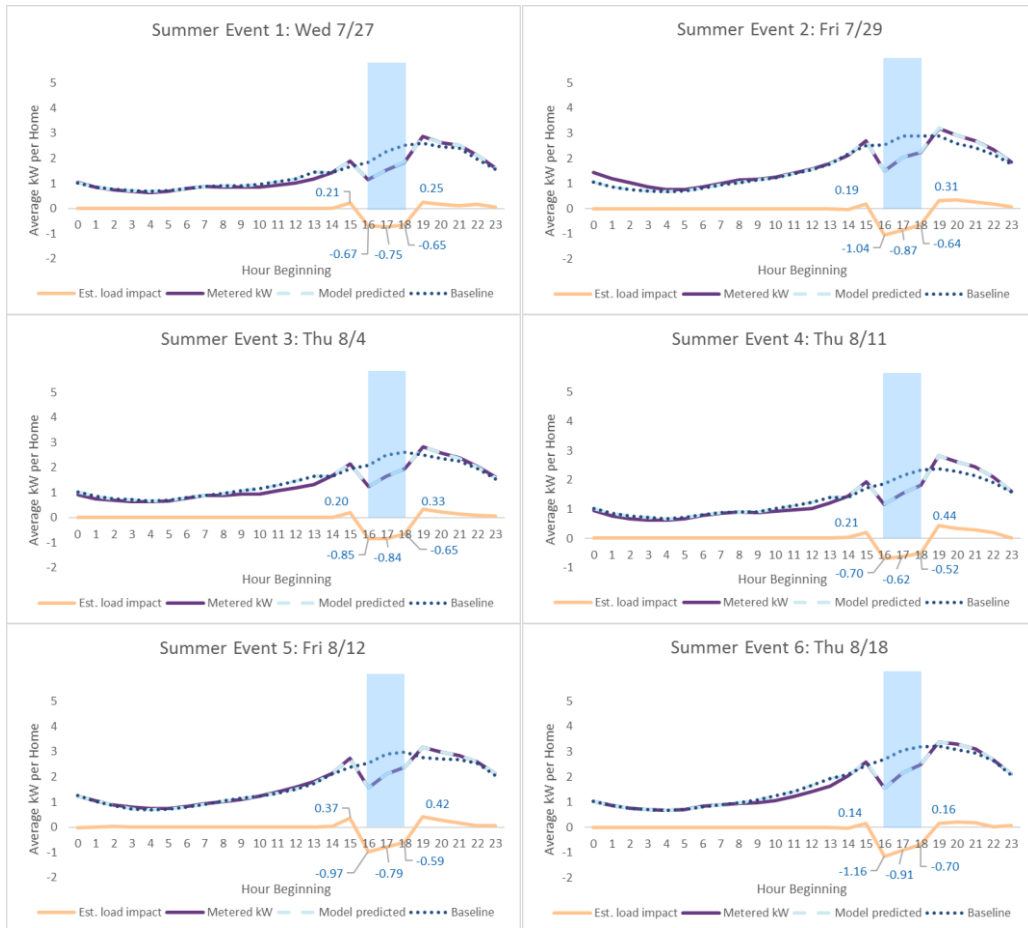 Summer Event 1: Wed 7/27
Average kW per Home
5
4
3
2
1
0
-1
-2
0 1 2 3 4 5 6 7 8 9 10 11 12 13 14 15 16 17 18 19 20 21 22 23
0.21
0.25
-0.67
-0.75
-0.65
Hour Beginning
Est. load impact Metered kW Model predicted Baseline
Summer Event 2: Fri 7/29
Average kW per Home
5
4
3
2
1
0
-1
-2
0 1 2 3 4 5 6 7 8 9 10 11 12 13 14 15 16 17 18 19 20 21 22 23
0.19
0.31
-1.04
-0.87
-0.64
Hour Beginning
Est. load impact Metered kW Model predicted Baseline
Summer Event 3: Thu 8/4
Average kW per Home
5
4
3
2
1
0
-1
-2
0 1 2 3 4 5 6 7 8 9 10 11 12 13 14 15 16 17 18 19 20 21 22 23
0.20
0.33
-0.85
-0.84
-0.65
Hour Beginning
Est. load impact Metered kW Model predicted Baseline
Summer Event 4: Thu 8/11
Average kW per Home
5
4
3
2
1
0
-1
0 1 2 3 4 5 6 7 8 9 10 11 12 13 14 15 16 17 18 19 20 21 22 23
0.21
0.44
-0.70
-0.62
-0.52
Hour Beginning
Est. load impact Metered kW Model predicted Baseline
Summer Event 5: Fri 8/12
Average kW per Home
5
4
3
2
1
0
-1
-2
0 1 2 3 4 5 6 7 8 9 10 11 12 13 14 15 16 17 18 19 20 21 22 23
0.37
0.42
-0.97
-0.79
-0.59
Hour Beginning
Est. load impact Metered kW Model predicted Baseline
Summer Event 6: Thu 8/18
Average kW per Home
5
4
3
2
1
0
-1
-2
0 1 2 3 4 5 6 7 8 9 10 11 12 13 14 15 16 17 18 19 20 21 22 23
0.14
0.16
-1.16
-0.91
-0.70
Hour Beginning
Est. load impact Metered kW Model predicted Baseline